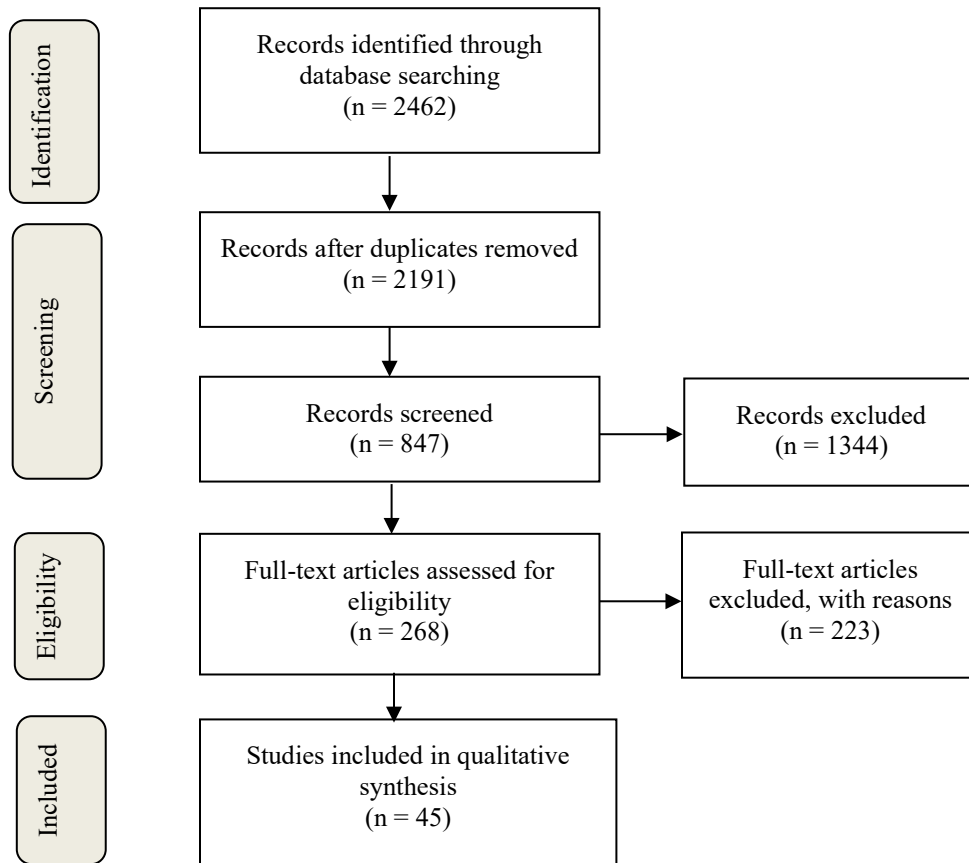 Identification
Records identified through
database searching
(n = 2462)
Screening
Records after duplicates removed
(n = 2191)
Records screened
(n = 847)
Records excluded
(n = 1344)
Eligibility
Full-text articles assessed for
eligibility
(n = 268)
Full-text articles
excluded, with reasons
(n = 223)
Included
Studies included in qualitative
synthesis
(n = 45)